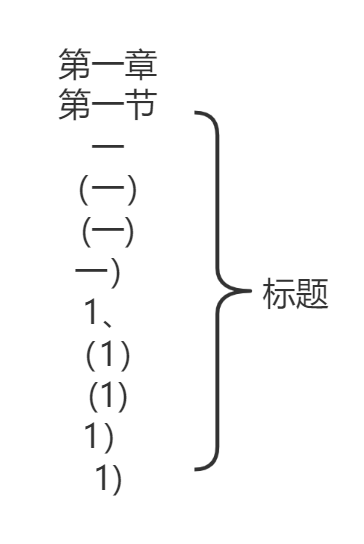 第一章
第一节
一
（一）
(一)
一）
1、
（1）
(1)
1）
1)
标题